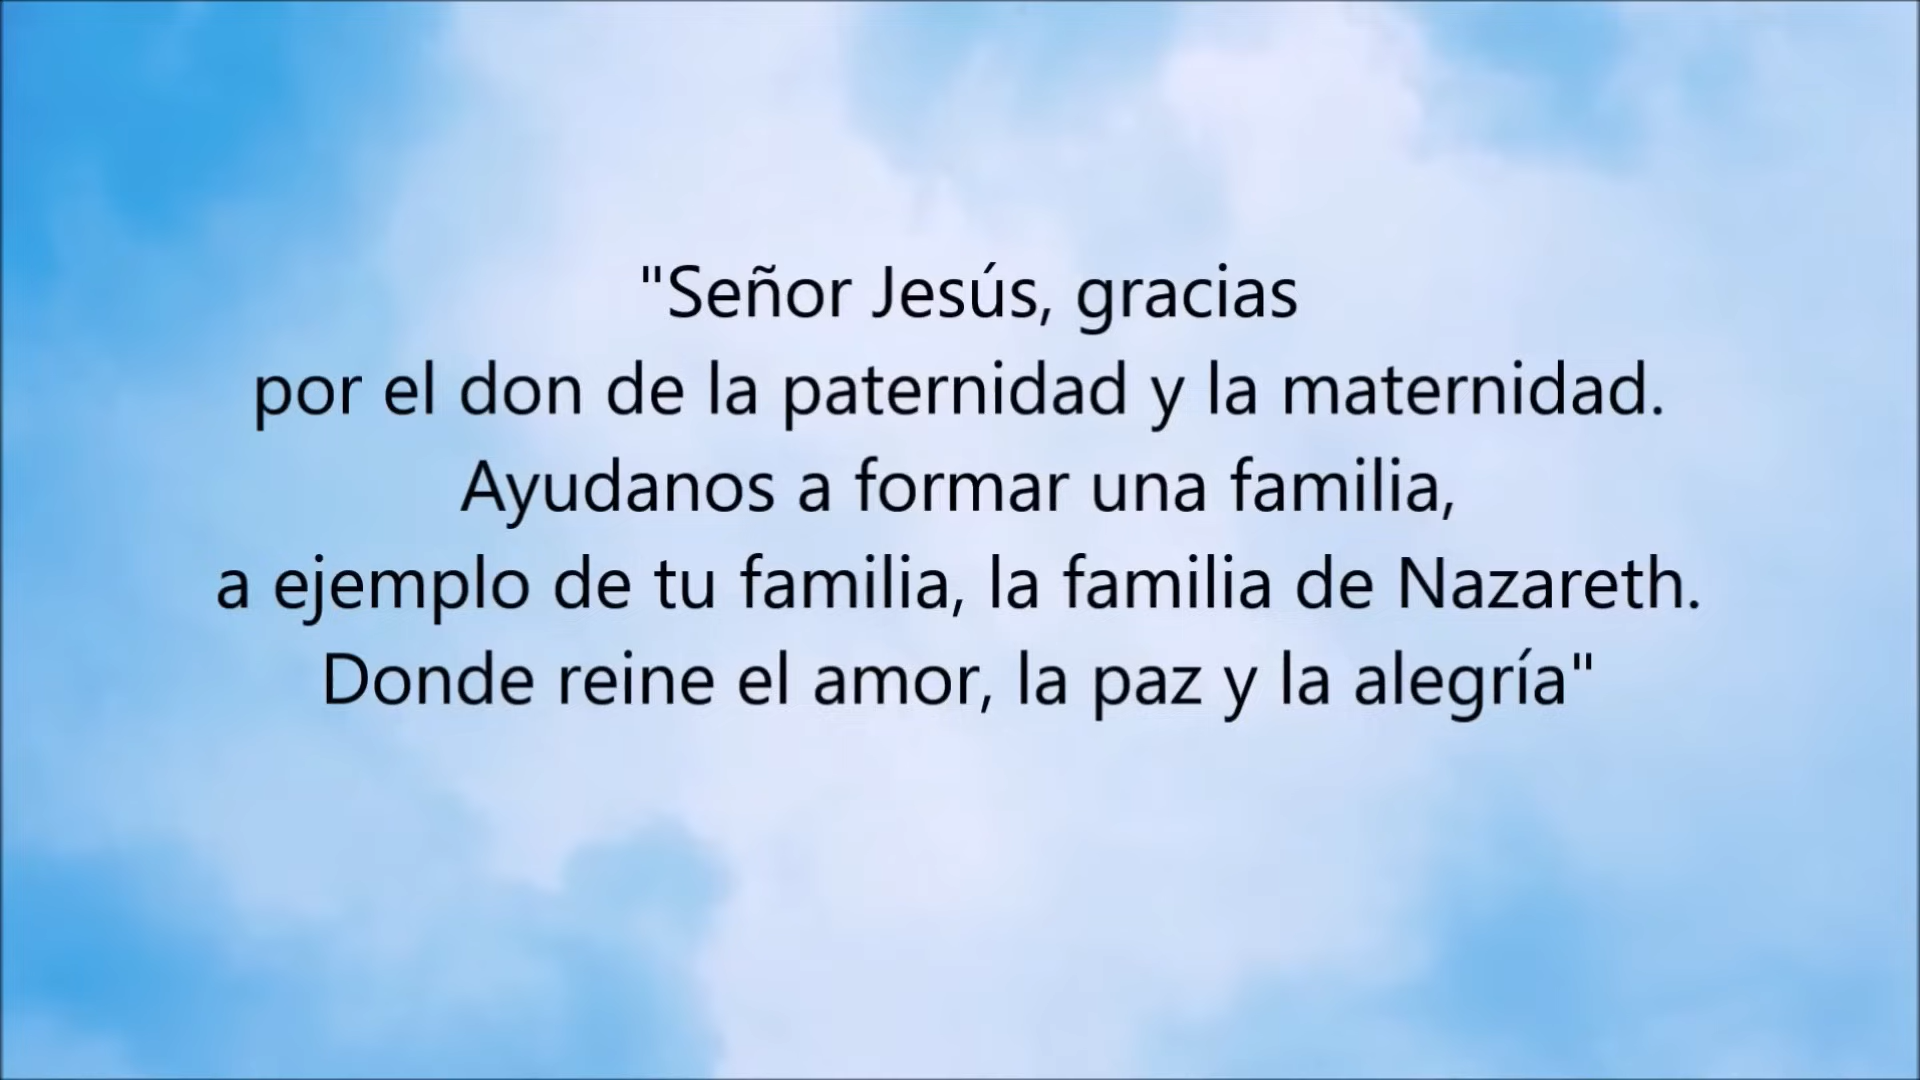 "Señor Jesús, gracias
por el don de la paternidad y la maternidad.
Ayudanos a formar una familia,
a ejemplo de tu familia, la familia de Nazareth.
Donde reine el amor, la paz y la alegría"